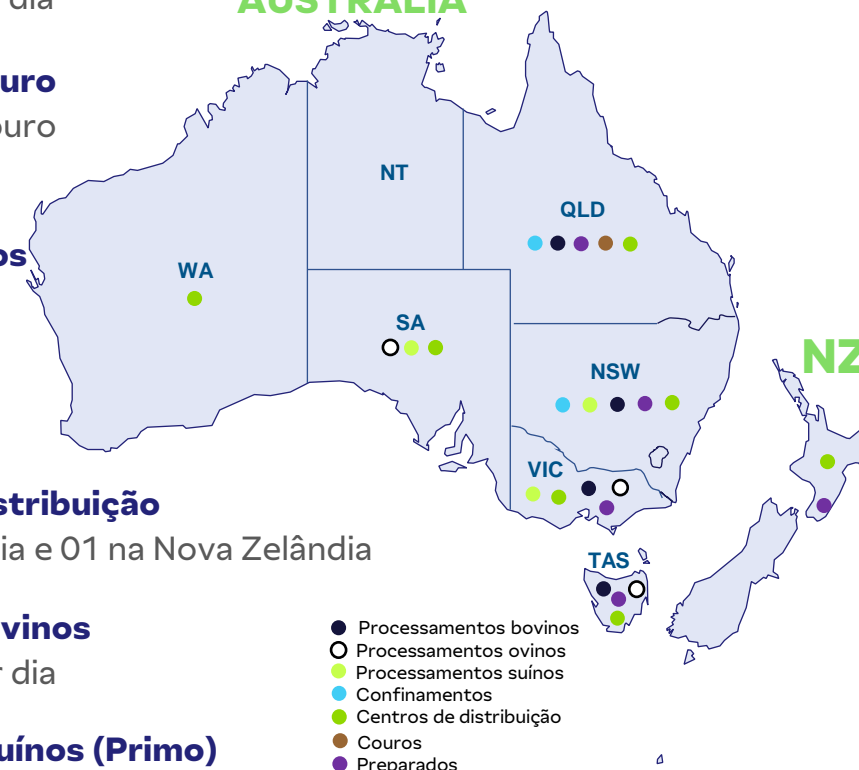 dia
AUSTRALIA
uro
ouro
NT
QLD
os
WA
SA
NZ
NSW
VIC
stribuição
ia e 01 na Nova Zelândia
TAS
vinos
r dia
Processamentos bovinos
Processamentos ovinos
Processamentos suínos
Confinamentos
Centros de distribuição
Couros
uínos (Primo)
Preparados